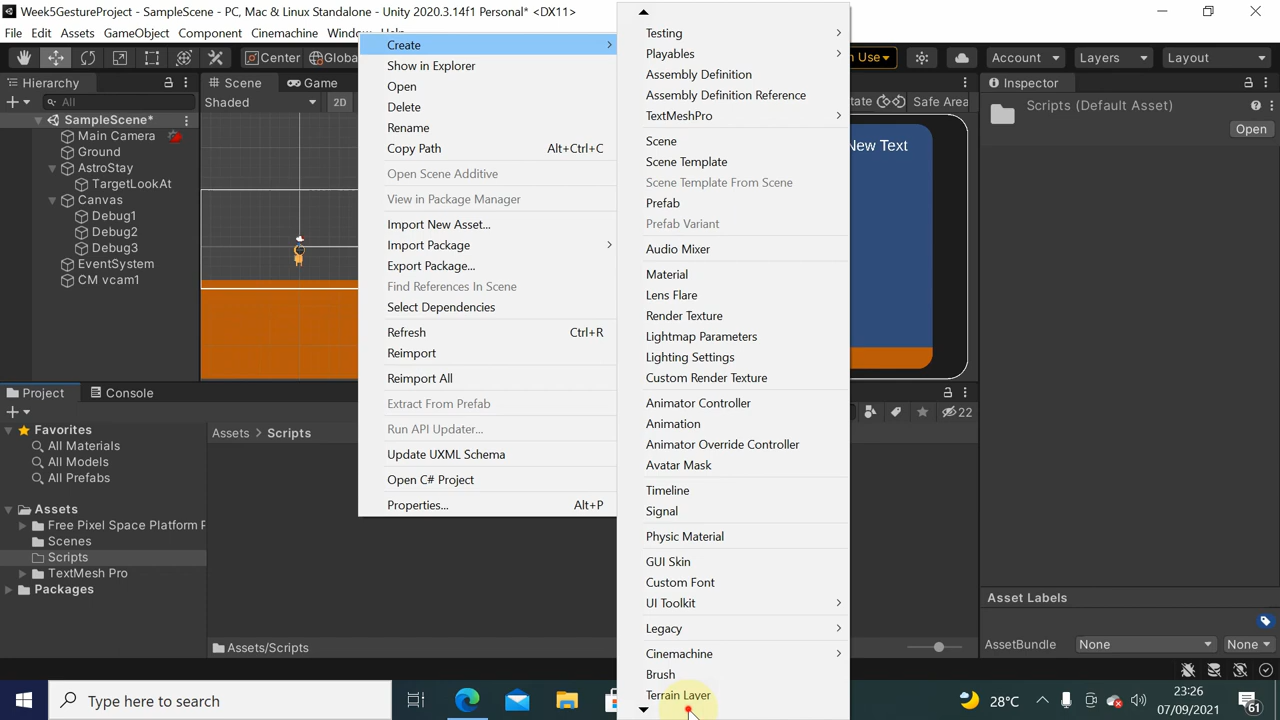 Week5GestureProject - SampleScene - PC, Mac & Linux Standalone - Unity 2020.3.14f1 Personal* <DX11>
File Edit Assets GameObject Component Cinemachine
Center Globa
Account Layers Layout
Hierarchy
All
SampleScene*
Main Camera
Ground
AstroStay
TargetLookAt
Canvas
Debug1
Debug2
Debug3
EventSystem
CM vcam1
Scene Game
Shaded 2D
Create
Show in Explorer
Open
Delete
Rename
Copy Path Alt+Ctrl+C
Open Scene Additive
View in Package Manager
Import New Asset...
Import Package
Export Package...
Find References In Scene
Select Dependencies
Refresh Ctrl+R
Reimport
Reimport All
Extract From Prefab
Run API Updater...
Update UXML Schema
Open C# Project
Properties... Alt+P
Testing
Playables
Assembly Definition
Assembly Definition Reference
TextMeshPro
Scene
Scene Template
Scene Template From Scene
Prefab
Prefab Variant
Audio Mixer
Material
Lens Flare
Render Texture
Lightmap Parameters
Lighting Settings
Custom Render Texture
Animator Controller
Animation
Animator Override Controller
Avatar Mask
Timeline
Signal
Physic Material
GUI Skin
Custom Font
UI Toolkit
Legacy
Cinemachine
Brush
Terrain Layer
Use
tate Safe Area
New Text
22
Inspector
Scripts (Default Asset)
Open
Asset Labels
AssetBundle None None
Project Console
Favorites
All Materials
All Models
All Prefabs
Assets
Free Pixel Space Platform P
Scenes
Scripts
TextMesh Pro
Packages
Assets > Scripts
Assets/Scripts
Type here to search
28°C
23:26
07/09/2021
61